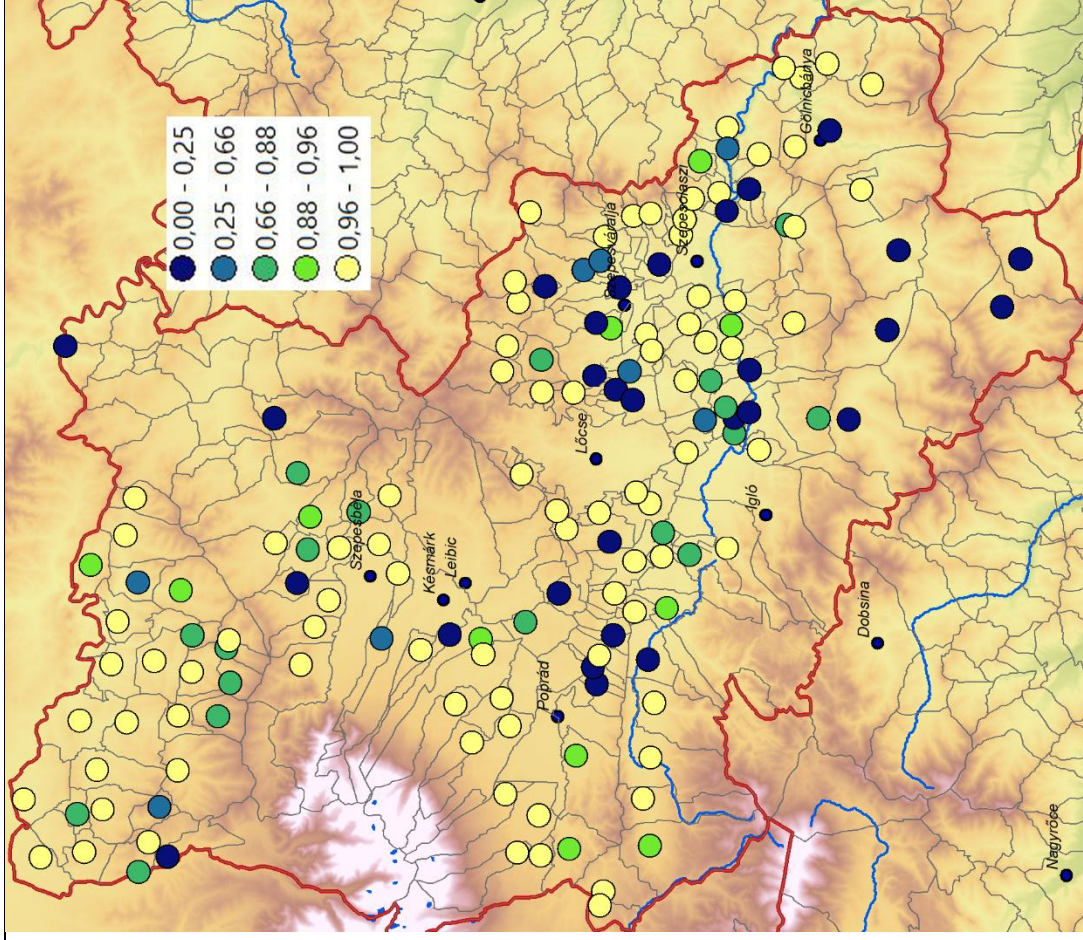 0,00 - 0,25
0,25 - 0,66
0,66 - 0,88
0,88 - 0,96
0,96 - 1,00
Gölnicbánya
Szepesolaszi
Szepesváralja
Lőcse
Igló
Szepesbéla
Késmárk
Leibic
Dobsina
Poprád
Nagyrőce